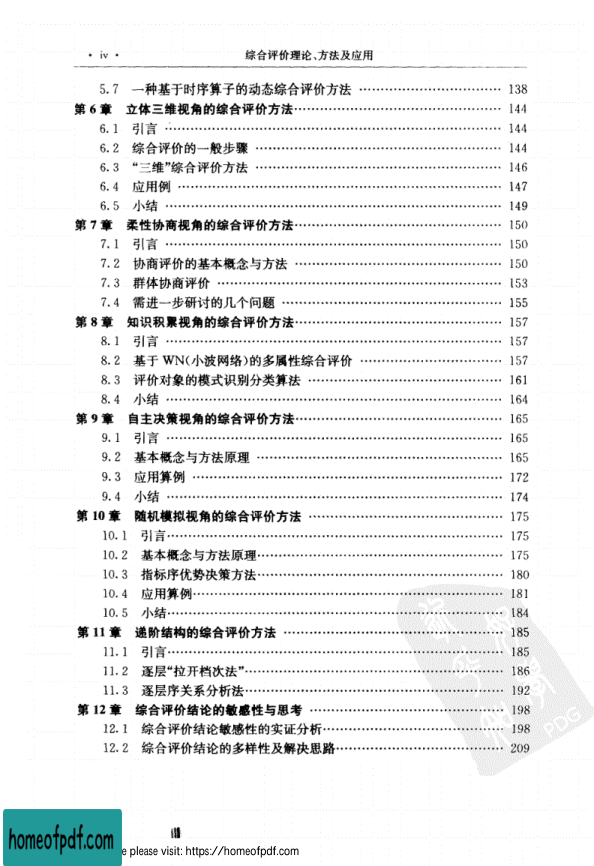 · iv ·
综合评价理论、方法及应用
5.7 一种基于时序算子的动态综合评价方法 …… 138
第 6 章 立体三维视角的综合评价方法 …… 144
6.1 引言 …… 144
6.2 综合评价的一般步骤 …… 144
6.3 “三维”综合评价方法 …… 146
6.4 应用例 …… 147
6.5 小结 …… 149
第 7 章 柔性协商视角的综合评价方法 …… 150
7.1 引言 …… 150
7.2 协商评价的基本概念与方法 …… 150
7.3 群体协商评价 …… 153
7.4 需进一步研讨的几个问题 …… 155
第 8 章 知识积累视角的综合评价方法 …… 157
8.1 引言 …… 157
8.2 基于 WN(小波网络)的多属性综合评价 …… 157
8.3 评价对象的模式识别分类算法 …… 161
8.4 小结 …… 164
第 9 章 自主决策视角的综合评价方法 …… 165
9.1 引言 …… 165
9.2 基本概念与方法原理 …… 165
9.3 应用算例 …… 172
9.4 小结 …… 174
第 10 章 随机模拟视角的综合评价方法 …… 175
10.1 引言 …… 175
10.2 基本概念与方法原理 …… 175
10.3 指标序优势决策方法 …… 180
10.4 应用算例 …… 181
10.5 小结 …… 184
第 11 章 递阶结构的综合评价方法 …… 185
11.1 引言 …… 185
11.2 逐层“拉开档次法” …… 186
11.3 逐层序关系分析法 …… 192
第 12 章 综合评价结论的敏感性与思考 …… 198
12.1 综合评价结论敏感性的实证分析 …… 198
12.2 综合评价结论的多样性及解决思路 …… 209
PDG
homeofpdf.com
e please visit: https://homeofpdf.com